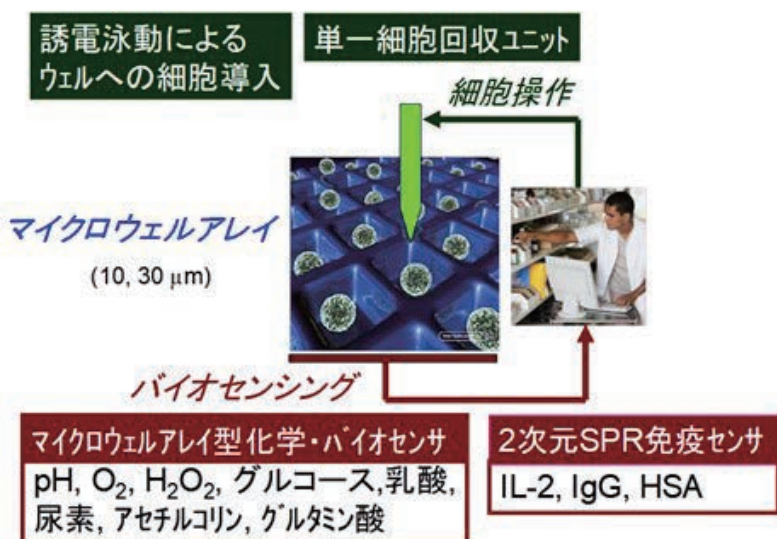 誘電泳動による
ウェルへの細胞導入
単一細胞回収ユニット
細胞操作
マイクロウェルアレイ
(10, 30 μm)
バイオセンシング
マイクロウェルアレイ型化学・バイオセンサ
pH, O₂, H₂O₂, グルコース,乳酸,
尿素, アセチルコリン, グルタミン酸
2次元SPR免疫センサ
IL-2, IgG, HSA